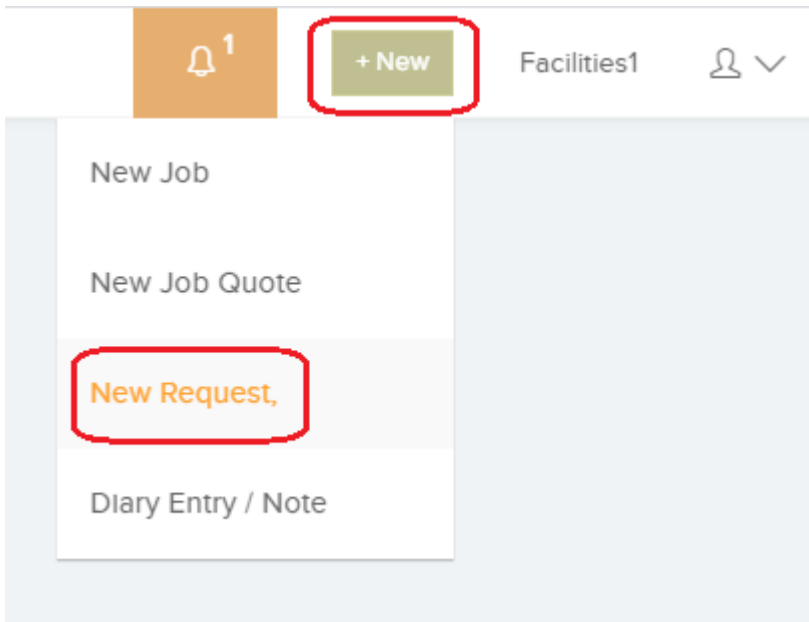 1
+ New
Facilities1
New Job
New Job Quote
New Request,
Diary Entry / Note